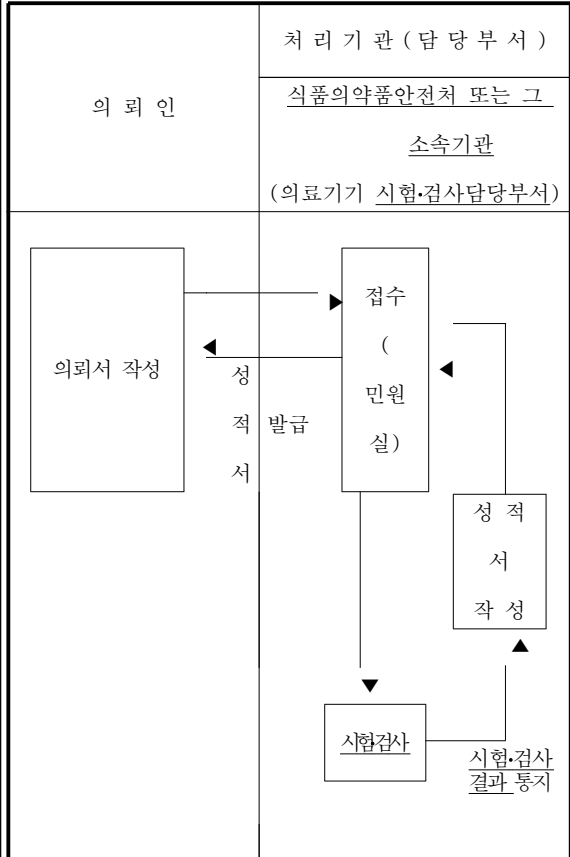 의 뢰 인
처 리 기 관 ( 담 당 부 서 )
식품의약품안전처 또는 그
소속기관
(의료기기 시험·검사담당부서)
의뢰서 작성
성
적
서
발급
접수
(
민원
실)
성 적
서
작 성
시험·검사
시험·검사
결과 통지